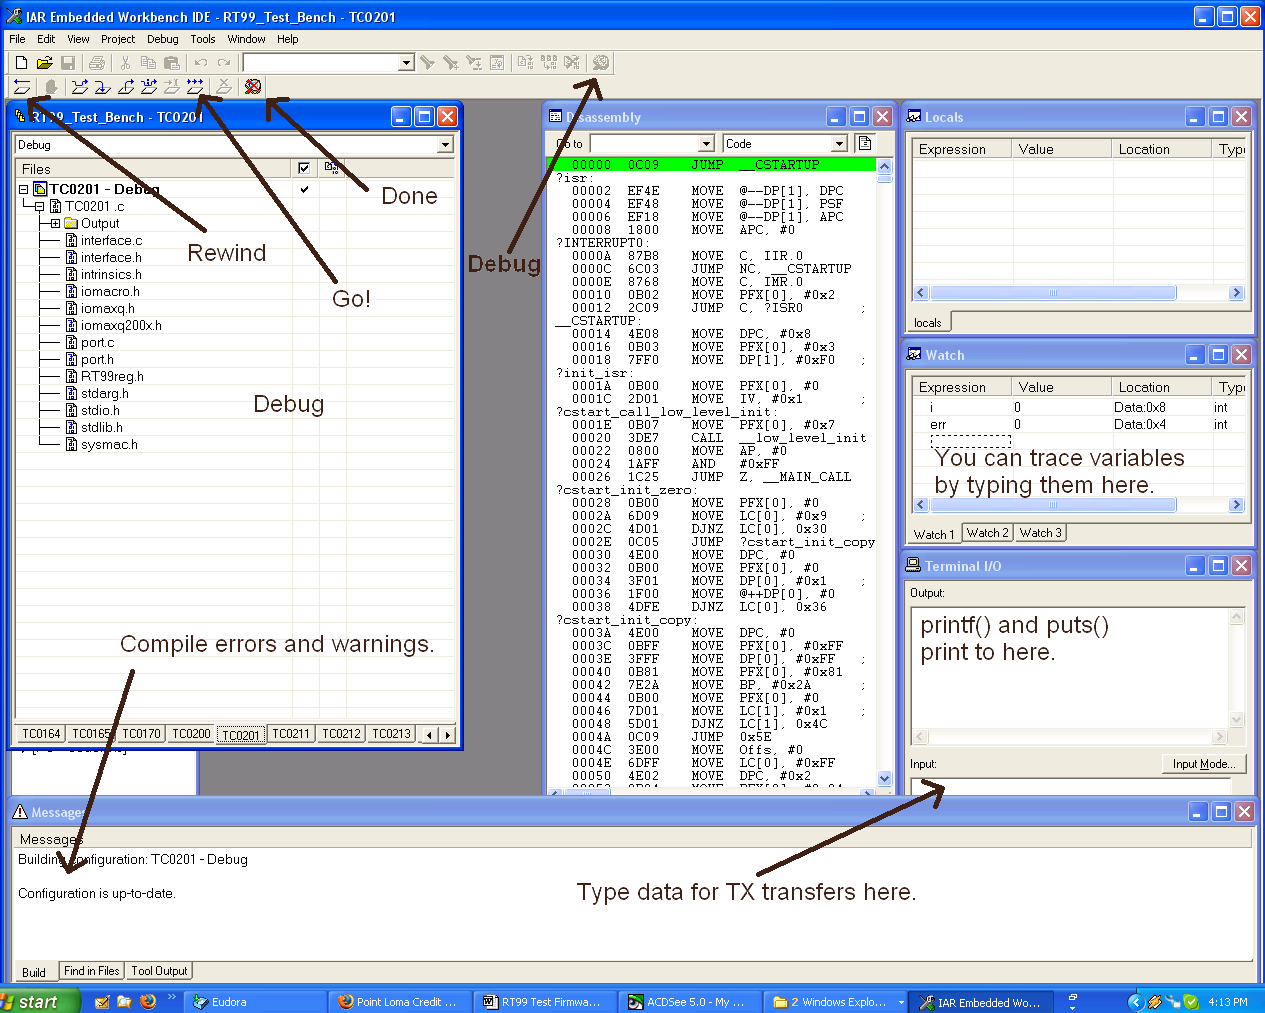 IAR Embedded Workbench IDE - RT99_Test_Bench - TC0201
File Edit View Project Debug Tools Window Help
RT99_Test_Bench - TC0201
Debug
Files
TC0201 - Debug
TC0201 .c
Output
interface.c
interface.h
intrinsics.h
iomacro.h
iomaxq.h
iomaxq200x.h
port.c
port.h
RT99reg.h
stdarg.h
stdio.h
stdlib.h
sysmac.h
Rewind
Done
Go!
Debug
Debug
Compile errors and warnings.
TC0164 TC0165 TC0170 TC0200 TC0201 TC0211 TC0212 TC0213
Disassembly
Go to Code
00000 0C09 JUMP __CSTARTUP
?isr:
00002 EF4E MOVE @--DP[1], DPC
00004 EF48 MOVE @--DP[1], PSF
00006 EF18 MOVE @--DP[1], APC
00008 1800 MOVE APC, #0
?INTERRUPT0:
0000A 87B8 MOVE C, IIR.0
0000C 6C03 JUMP NC, __CSTARTUP
0000E 8768 MOVE C, IMR.0
00010 0B02 MOVE PFX[0], #0x2
00012 2C09 JUMP C, ?ISR0 ;
__CSTARTUP:
00014 4E08 MOVE DPC, #0x8
00016 0B03 MOVE PFX[0], #0x3
00018 7FF0 MOVE DP[1], #0xF0 ;
?init_isr:
0001A 0B00 MOVE PFX[0], #0
0001C 2D01 MOVE IV, #0x1 ;
?cstart_call_low_level_init:
0001E 0B07 MOVE PFX[0], #0x7
00020 3DE7 CALL __low_level_init
00022 0800 MOVE AP, #0
00024 1AFF AND #0xFF
00026 1C25 JUMP Z, __MAIN_CALL
?cstart_init_zero:
00028 0B00 MOVE PFX[0], #0
0002A 6D09 MOVE LC[0], #0x9 ;
0002C 4D01 DJNZ LC[0], 0x30
0002E 0C05 JUMP ?cstart_init_copy
00030 4E00 MOVE DPC, #0
00032 0B00 MOVE PFX[0], #0
00034 3F01 MOVE DP[0], #0x1 ;
00036 1F00 MOVE @++DP[0], #0
00038 4DFE DJNZ LC[0], 0x36
?cstart_init_copy:
0003A 4E00 MOVE DPC, #0
0003C 0BFF MOVE PFX[0], #0xFF
0003E 3FFF MOVE DP[0], #0xFF ;
00040 0B81 MOVE PFX[0], #0x81
00042 7E2A MOVE BP, #0x2A ;
00044 0B00 MOVE PFX[0], #0
00046 7D01 MOVE LC[1], #0x1 ;
00048 5D01 DJNZ LC[1], 0x4C
0004A 0C09 JUMP 0x5E
0004C 3E00 MOVE Offs, #0
0004E 6DFF MOVE LC[0], #0xFF
00050 4E02 MOVE DPC, #0x2
Locals
Expression Value Location Type
locals
Watch
Expression Value Location Type
i 0 Data:0x8 int
err 0 Data:0x4 int
You can trace variables
by typing them here.
Watch 1 Watch 2 Watch 3
Terminal I/O
Output:
printf() and puts()
print to here.
Input: Input Mode...
Messages
Messages
Building configuration: TC0201 - Debug
Configuration is up-to-date.
Type data for TX transfers here.
Build Find in Files Tool Output
start Eudora Point Loma Credit ... RT99 Test Firmwa... ACDSee 5.0 - My ... 2 Windows Explo... IAR Embedded Wo... 4:13 PM